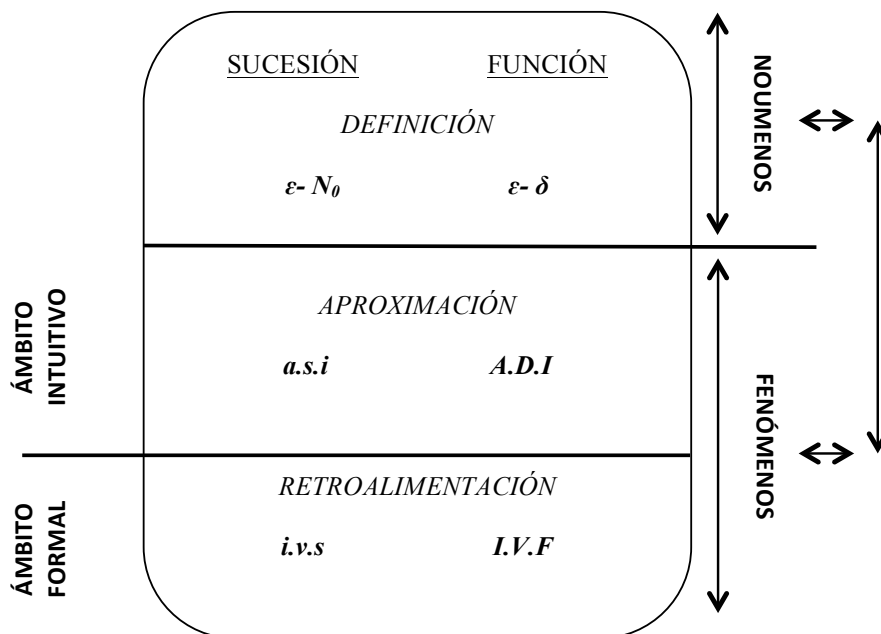 SUCESIÓN FUNCIÓN
DEFINICIÓN
ε- N₀ ε- δ
NOUMENOS
ÁMBITO
INTUITIVO
APROXIMACIÓN
a.s.i A.D.I
FENÓMENOS
ÁMBITO
FORMAL
RETROALIMENTACIÓN
i.v.s I.V.F